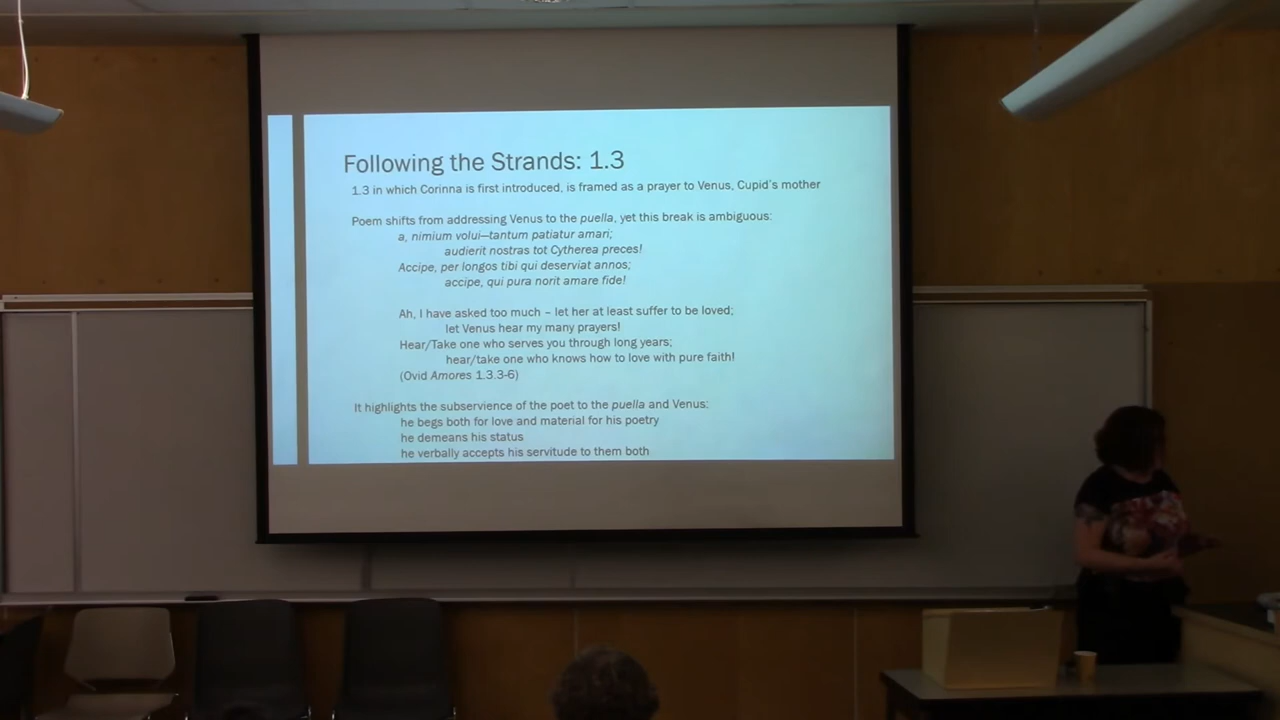 Following the Strands: 1.3
1.3 in which Corinna is first introduced, is framed as a prayer to Venus, Cupid's mother
Poem shifts from addressing Venus to the puella, yet this break is ambiguous:
a, nimium volui—tantum patiatur amari;
audierit nostras tot Cytherea preces!
Accipe, per longos tibi qui deserviat annos;
accipe, qui pura norit amare fide!
Ah, I have asked too much – let her at least suffer to be loved;
let Venus hear my many prayers!
Hear/Take one who serves you through long years;
hear/take one who knows how to love with pure faith!
(Ovid Amores 1.3.3-6)
It highlights the subservience of the poet to the puella and Venus:
he begs both for love and material for his poetry
he demeans his status
he verbally accepts his servitude to them both